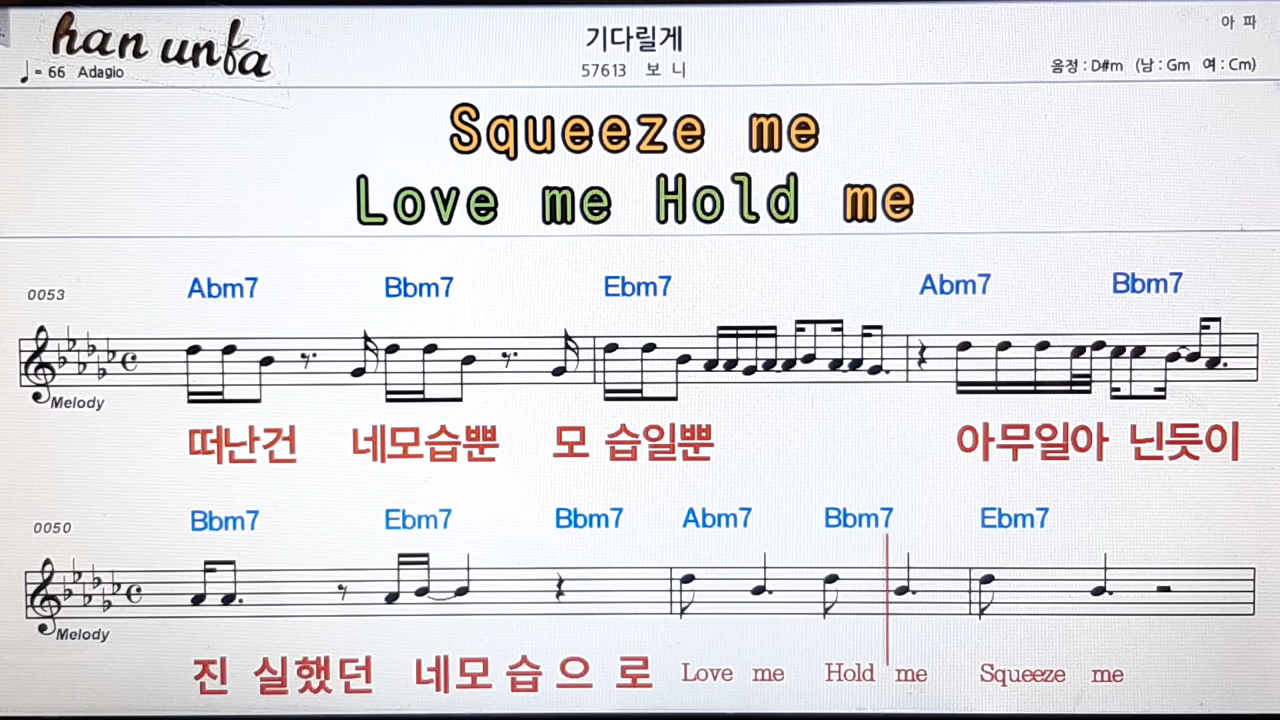 han unfa
♩= 66 Adagio
기다릴게
57613 보 니
아 파
음정 : D#m (남 : Gm 여 : Cm)
Squeeze me
Love me Hold me
0053 Abm7 Bbm7 Ebm7 Abm7 Bbm7
Melody
떠난건 네모습뿐 모 습일뿐 아무일아 닌듯이
0050 Bbm7 Ebm7 Bbm7 Abm7 Bbm7 Ebm7
Melody
진 실했던 네모 습 으 로 Love me Hold me Squeeze me